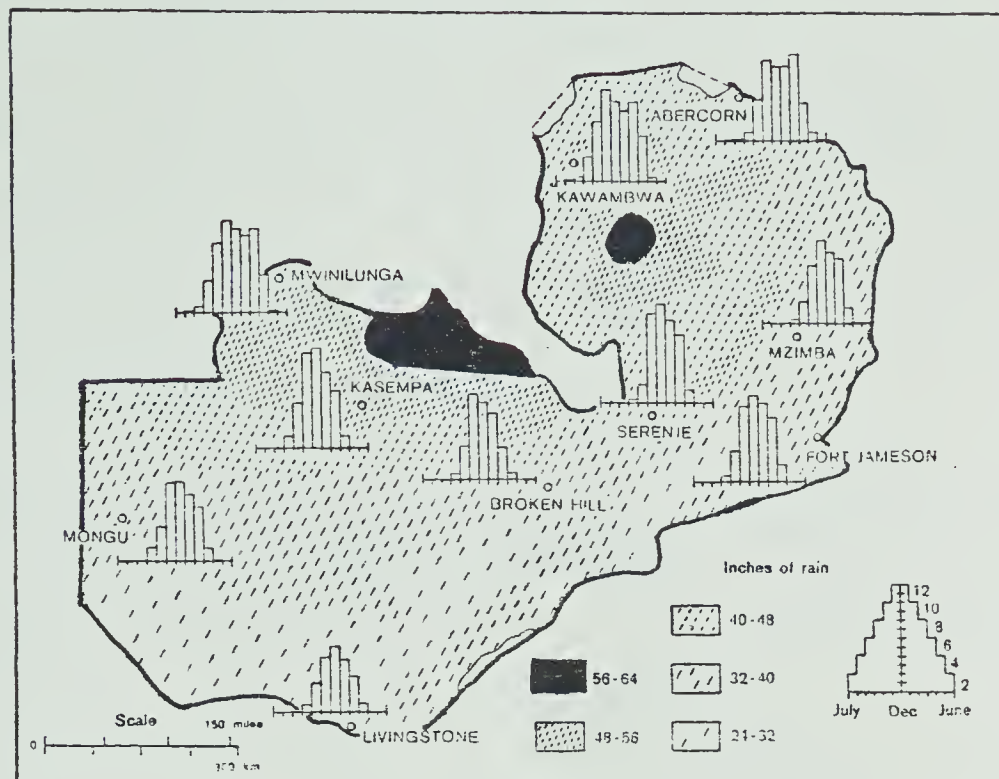 ABERCORN
KAWAMBWA
MWINILUNGA
MZIMBA
KASEMPA
SERENJE
FORT JAMESON
BROKEN HILL
MONGU
Inches of rain
40-48
56-64
32-40
48-56
24-32
12
10
8
6
4
2
July Dec June
Scale 150 miles
0
300 km
LIVINGSTONE